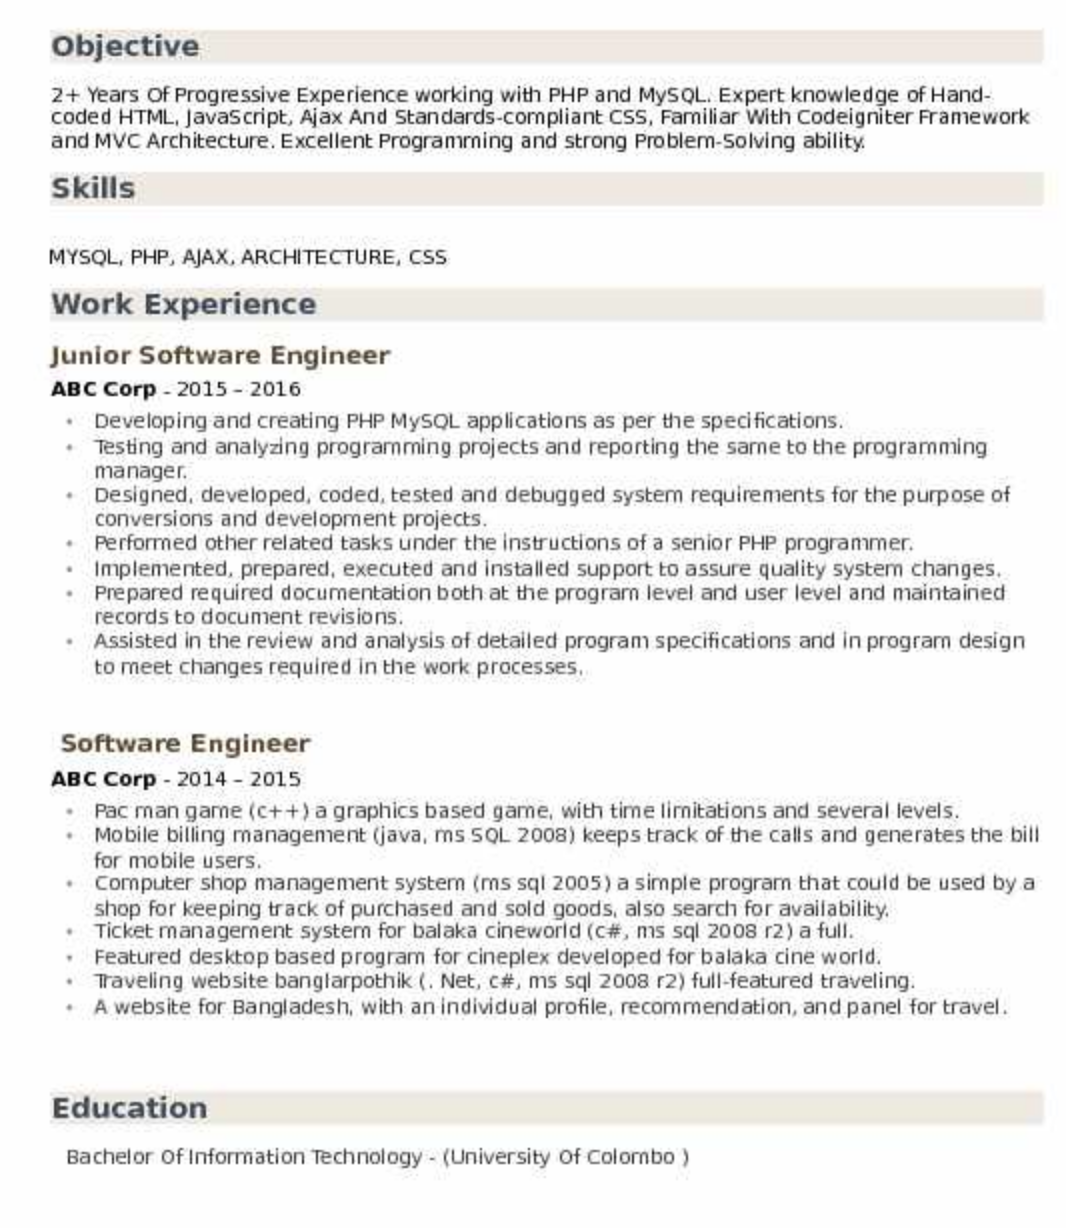 Objective
2+ Years Of Progressive Experience working with PHP and MySQL. Expert knowledge of Hand-
coded HTML, JavaScript, Ajax And Standards-compliant CSS, Familiar With Codeigniter Framework
and MVC Architecture. Excellent Programming and strong Problem-Solving ability.
Skills
MYSQL, PHP, AJAX, ARCHITECTURE, CSS
Work Experience
Junior Software Engineer
ABC Corp - 2015 – 2016
• Developing and creating PHP MySQL applications as per the specifications.
• Testing and analyzing programming projects and reporting the same to the programming
manager.
• Designed, developed, coded, tested and debugged system requirements for the purpose of
conversions and development projects.
• Performed other related tasks under the instructions of a senior PHP programmer.
• Implemented, prepared, executed and installed support to assure quality system changes.
• Prepared required documentation both at the program level and user level and maintained
records to document revisions.
• Assisted in the review and analysis of detailed program specifications and in program design
to meet changes required in the work processes.
Software Engineer
ABC Corp - 2014 – 2015
• Pac man game (c++) a graphics based game, with time limitations and several levels.
• Mobile billing management (java, ms SQL 2008) keeps track of the calls and generates the bill
for mobile users.
• Computer shop management system (ms sql 2005) a simple program that could be used by a
shop for keeping track of purchased and sold goods, also search for availability.
• Ticket management system for balaka cineworld (c#, ms sql 2008 r2) a full.
• Featured desktop based program for cineplex developed for balaka cine world.
• Traveling website banglarpothik (. Net, c#, ms sql 2008 r2) full-featured traveling.
• A website for Bangladesh, with an individual profile, recommendation, and panel for travel.
Education
Bachelor Of Information Technology - (University Of Colombo )